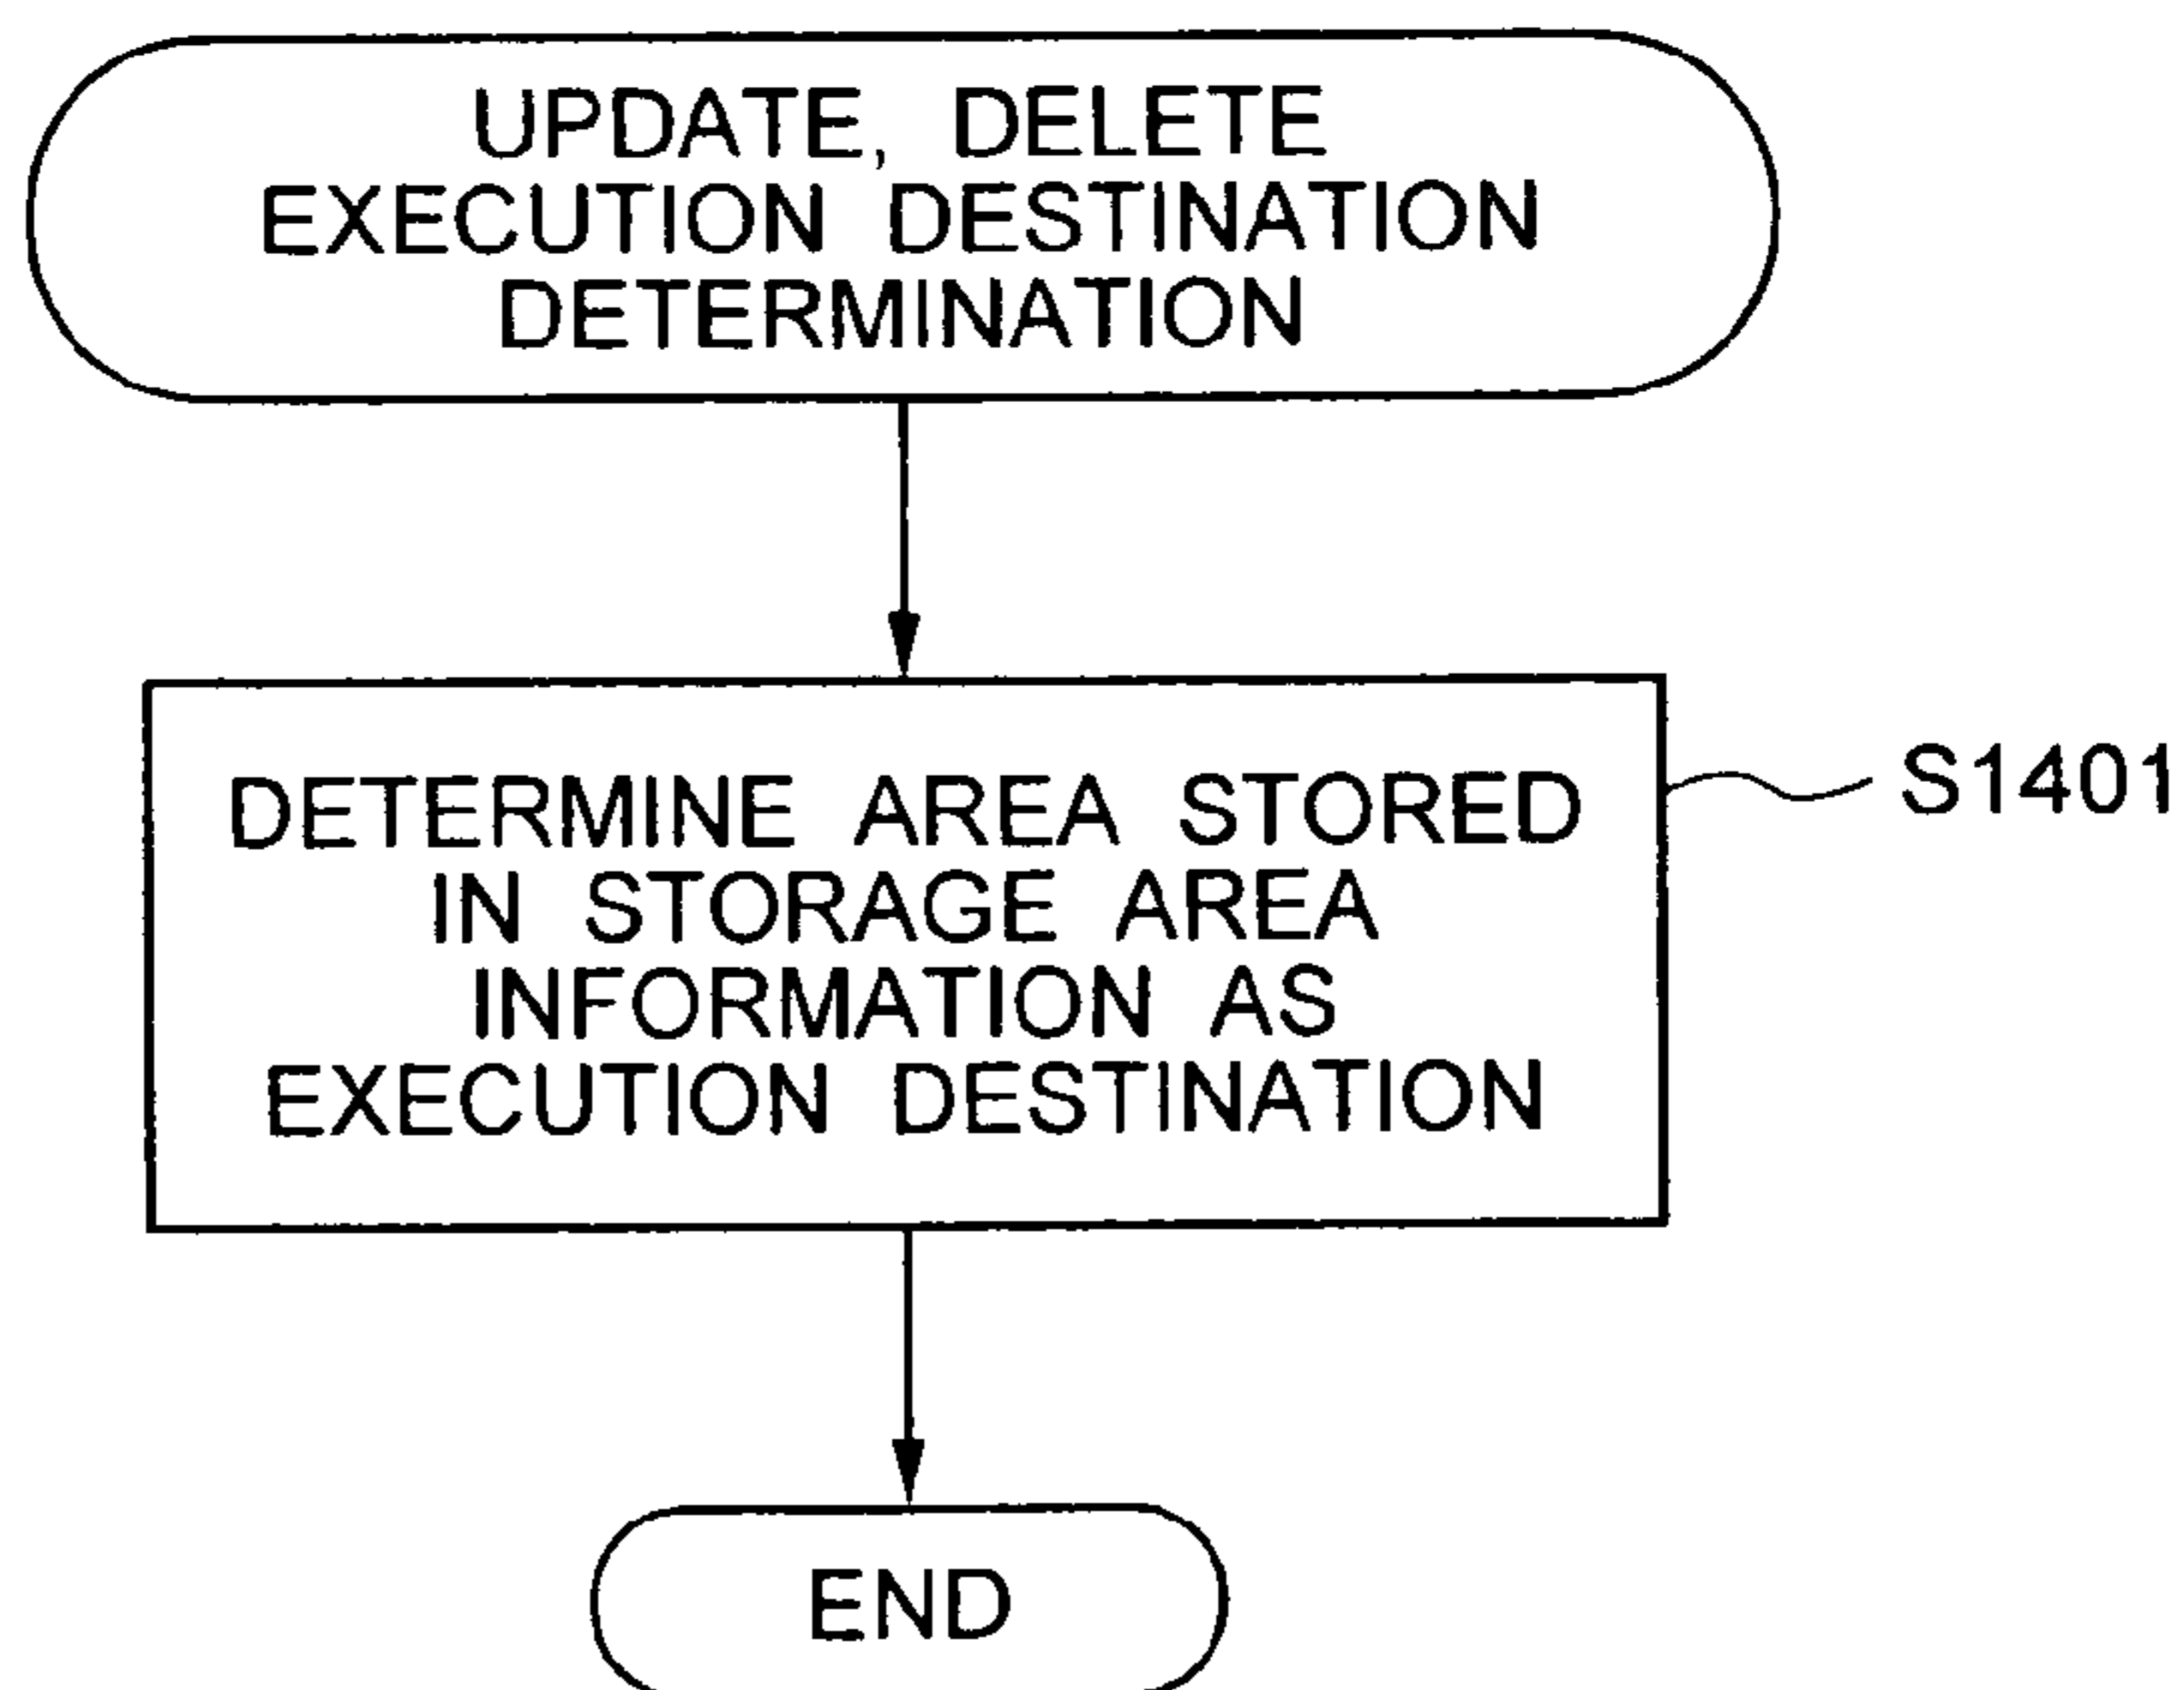 UPDATE, DELETE
EXECUTION DESTINATION
DETERMINATION
DETERMINE AREA STORED
IN STORAGE AREA
INFORMATION AS
EXECUTION DESTINATION
S1401
END